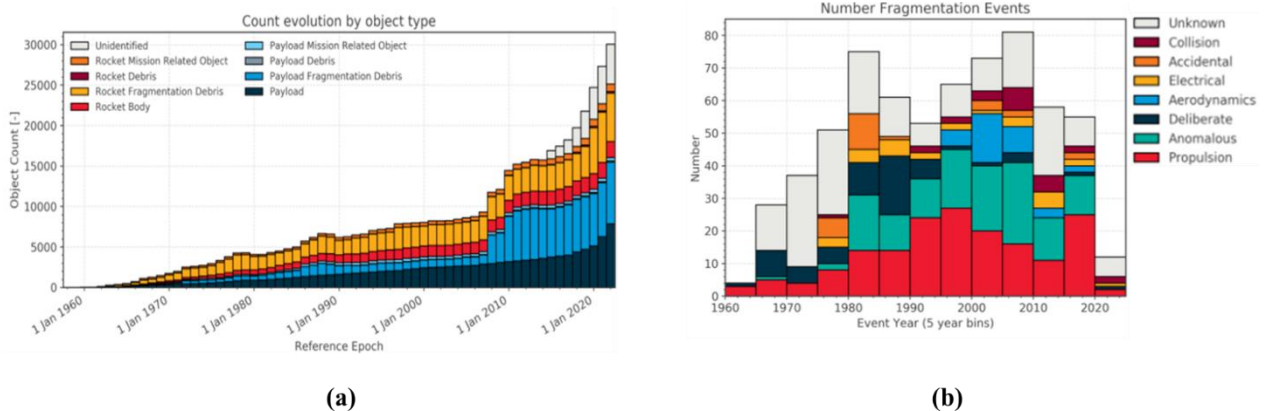 Count evolution by object type
Object Count [-]
30000
25000
20000
15000
10000
5000
0
Unidentified
Rocket Mission Related Object
Rocket Debris
Rocket Fragmentation Debris
Rocket Body
Payload Mission Related Object
Payload Debris
Payload Fragmentation Debris
Payload
1 Jan 1960
1 Jan 1970
1 Jan 1980
1 Jan 1990
1 Jan 2000
1 Jan 2010
1 Jan 2020
Reference Epoch
(a)
Number Fragmentation Events
Number
80
70
60
50
40
30
20
10
0
1960
1970
1980
1990
2000
2010
2020
Event Year (5 year bins)
Unknown
Collision
Accidental
Electrical
Aerodynamics
Deliberate
Anomalous
Propulsion
(b)